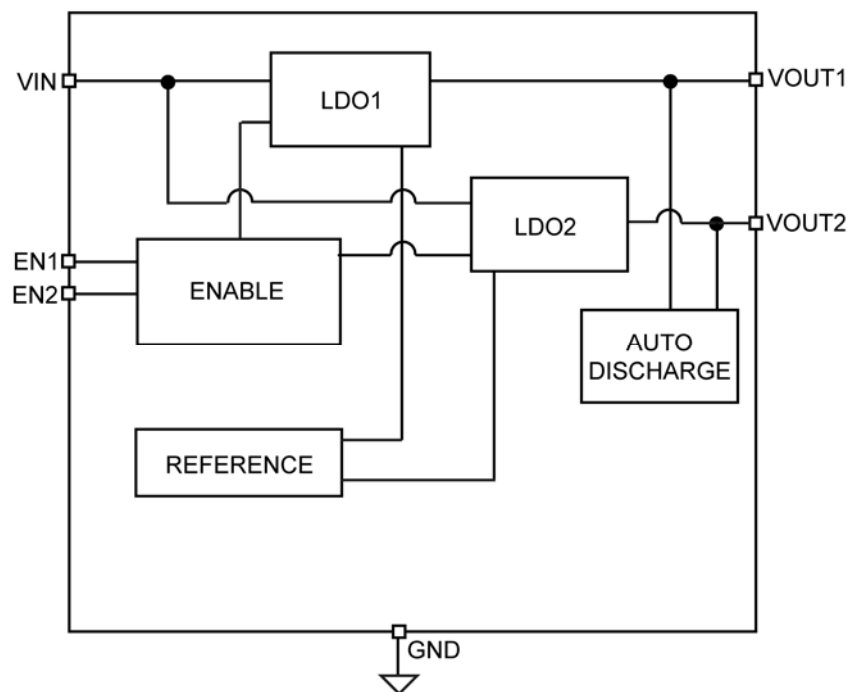 VIN
LDO1
VOUT1
LDO2
VOUT2
EN1
EN2
ENABLE
AUTO
DISCHARGE
REFERENCE
GND